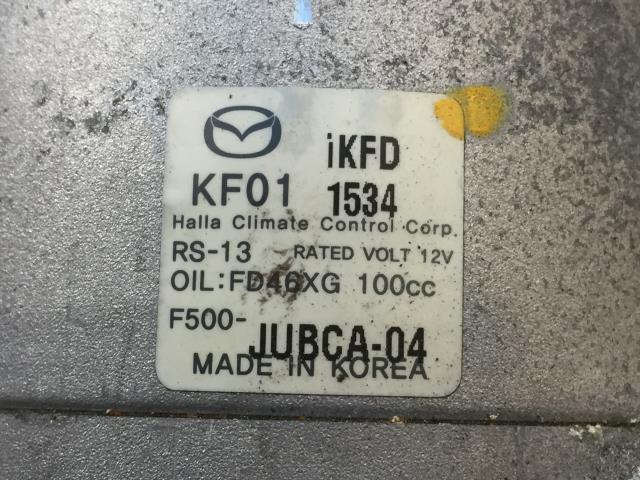 iKFD
KF01 1534
Halla Climate Control Corp.
RS-13 RATED VOLT 12V
OIL:FD46XG 100cc
F500-JUBCA-04
MADE IN KOREA